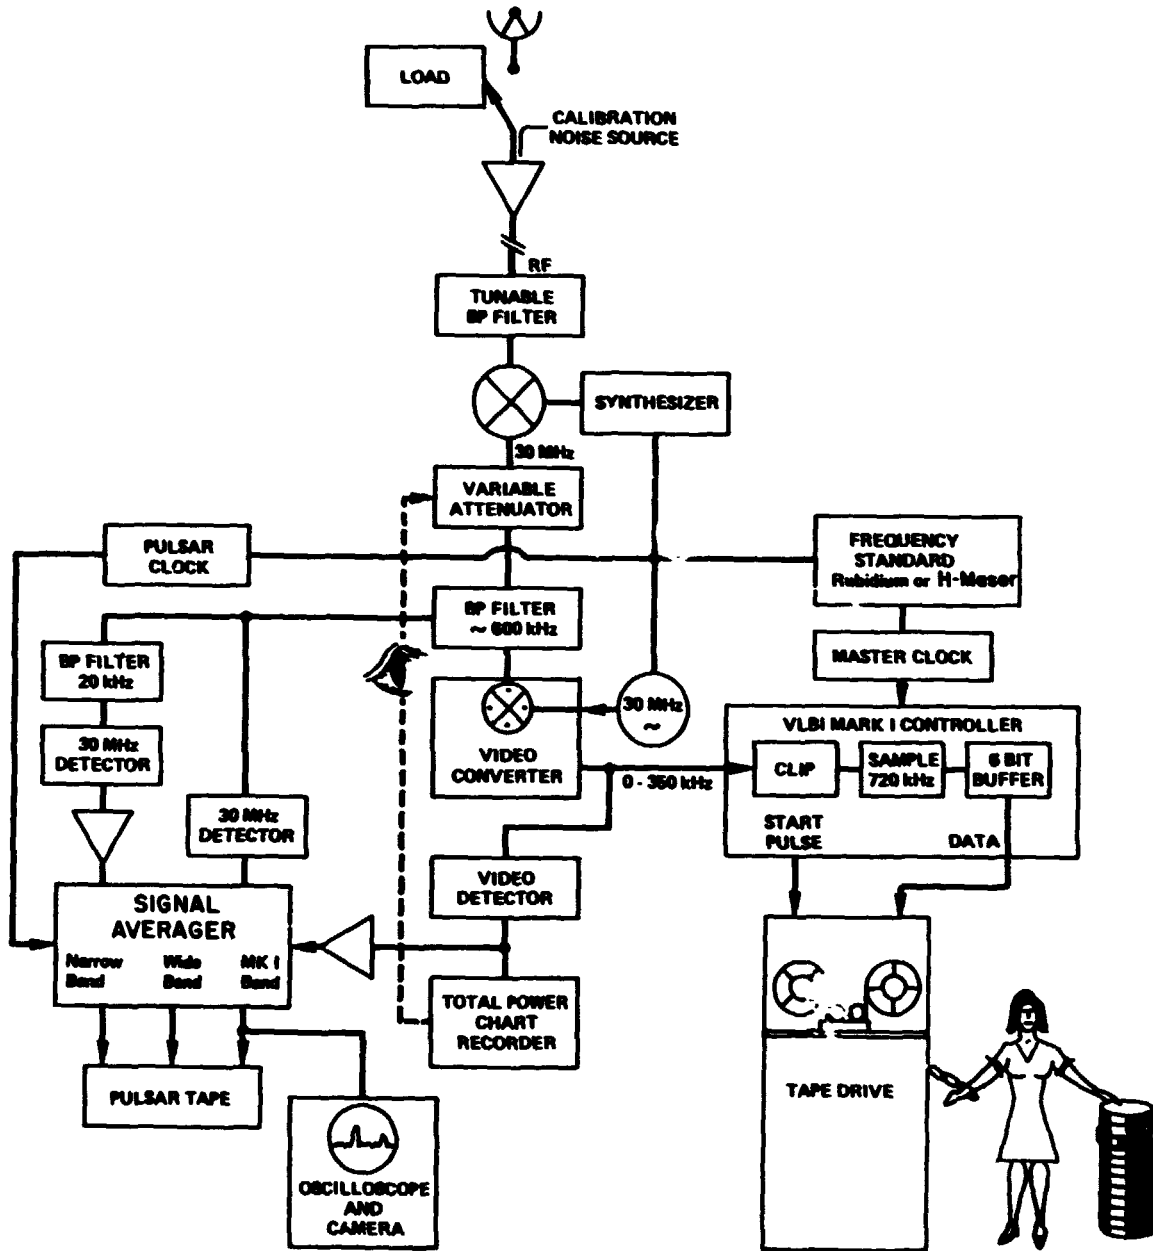 LOAD
CALIBRATION
NOISE SOURCE
RF
TUNABLE
BP FILTER
SYNTHESIZER
30 MHz
VARIABLE
ATTENUATOR
PULSAR
CLOCK
FREQUENCY
STANDARD
Rubidium or H-Maser
BP FILTER
~ 600 kHz
MASTER CLOCK
BP FILTER
20 kHz
30 MHz
~
VLBI MARK I CONTROLLER
30 MHz
DETECTOR
VIDEO
CONVERTER
0 - 350 kHz
CLIP
SAMPLE
720 kHz
6 BIT
BUFFER
30 MHz
DETECTOR
START
PULSE
DATA
VIDEO
DETECTOR
SIGNAL
AVERAGER
Narrow
Band
Wide
Band
MK I
Band
TOTAL POWER
CHART
RECORDER
PULSAR TAPE
TAPE DRIVE
OSCILLOSCOPE
AND
CAMERA